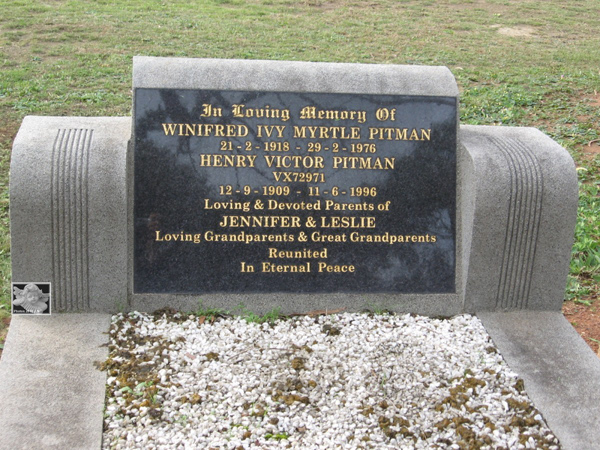 In Loving Memory Of
WINIFRED IVY MYRTLE PITMAN
21 - 2 - 1918 - 29 - 2 - 1976
HENRY VICTOR PITMAN
VX72971
12 - 9 - 1909 - 11 - 6 - 1996
Loving & Devoted Parents of
JENNIFER & LESLIE
Loving Grandparents & Great Grandparents
Reunited
In Eternal Peace